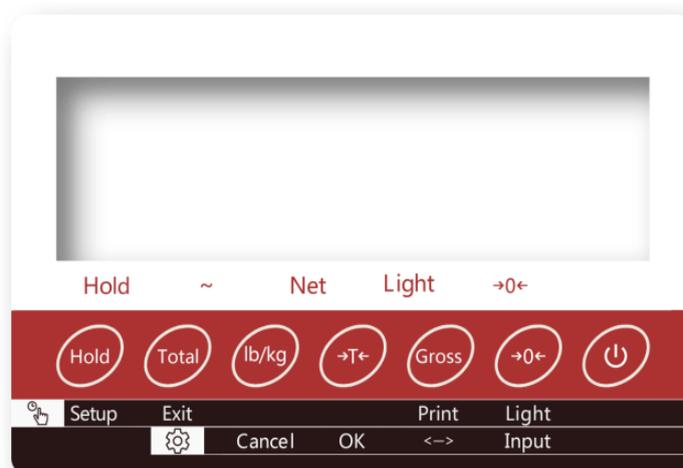 Hold ~ Net Light →0←
Hold Total lb/kg →T← Gross →0←
Setup Exit Print Light
Cancel OK <—> Input